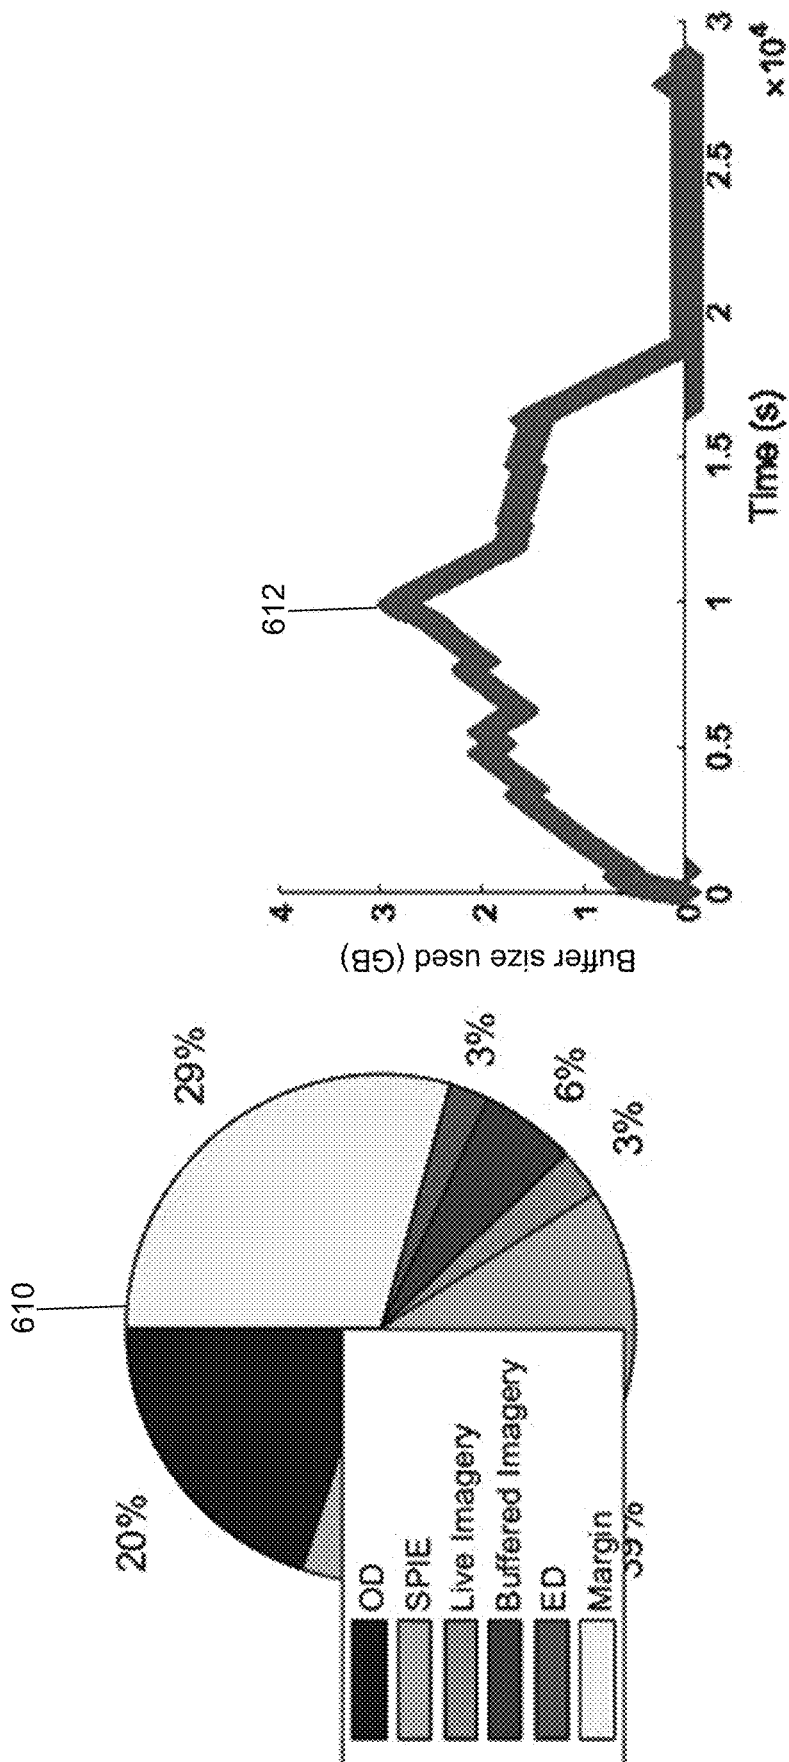 610
20%
29%
3%
6%
3%
39%
OD
SPIE
Live Imagery
Buffered Imagery
ED
Margin
612
Buffer size used (GB)
4
3
2
1
0
0
0.5
1
1.5
2
2.5
3
×10⁴
Time (s)